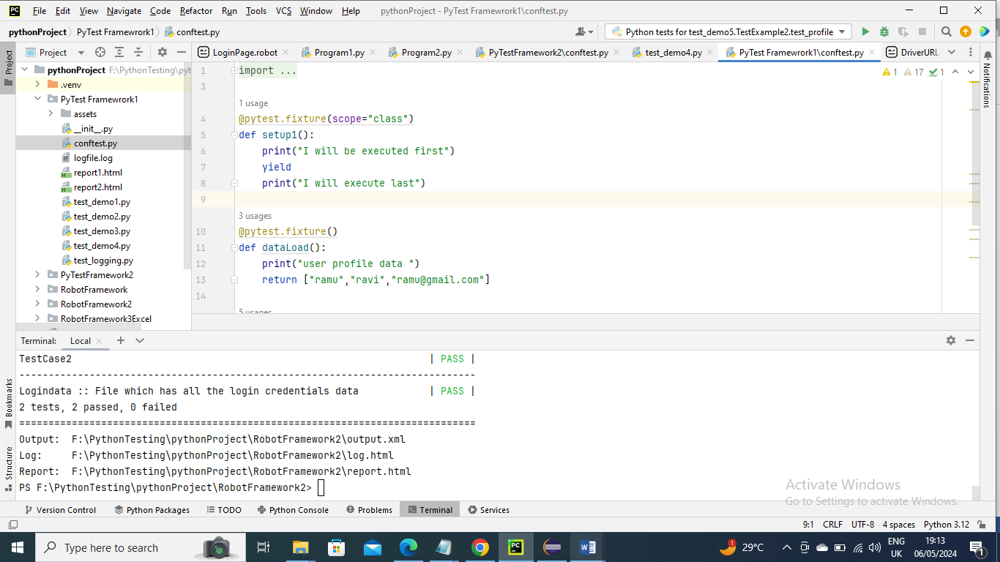 PC File Edit View Navigate Code Refactor Run Tools VCS Window Help pythonProject - PyTest Framewrork1\conftest.py
pythonProject PyTest Framewrork1 conftest.py Python tests for test_demo5.TestExample2.test_profile
Project LoginPage.robot Program1.py Program2.py PyTestFramework2\conftest.py test_demo4.py PyTest Framewrork1\conftest.py DriverURL
Project
Notifications
pythonProject F:\PythonTesting\pyt
.venv
PyTest Framewrork1
assets
__init__.py
conftest.py
logfile.log
report1.html
report2.html
test_demo1.py
test_demo2.py
test_demo3.py
test_demo4.py
test_logging.py
PyTestFramework2
RobotFramework
RobotFramework2
RobotFramework3Excel
1 import ... 1 17 1
3
1 usage
4 @pytest.fixture(scope="class")
5 def setup1():
6 print("I will be executed first")
7 yield
8 print("I will execute last")
9
3 usages
10 @pytest.fixture()
11 def dataLoad():
12 print("user profile data ")
13 return ["ramu","ravi","ramu@gmail.com"]
14
5 usages
Terminal: Local
Bookmarks
Structure
TestCase2 | PASS |
------------------------------------------------------------------------------
Logindata :: File which has all the login credentials data | PASS |
2 tests, 2 passed, 0 failed
==============================================================================
Output: F:\PythonTesting\pythonProject\RobotFramework2\output.xml
Log: F:\PythonTesting\pythonProject\RobotFramework2\log.html
Report: F:\PythonTesting\pythonProject\RobotFramework2\report.html
PS F:\PythonTesting\pythonProject\RobotFramework2>
Activate Windows
Go to Settings to activate Windows.
Version Control Python Packages TODO Python Console Problems Terminal Services
9:1 CRLF UTF-8 4 spaces Python 3.12
Type here to search PC W 29°C ENG UK 19:13 06/05/2024 1